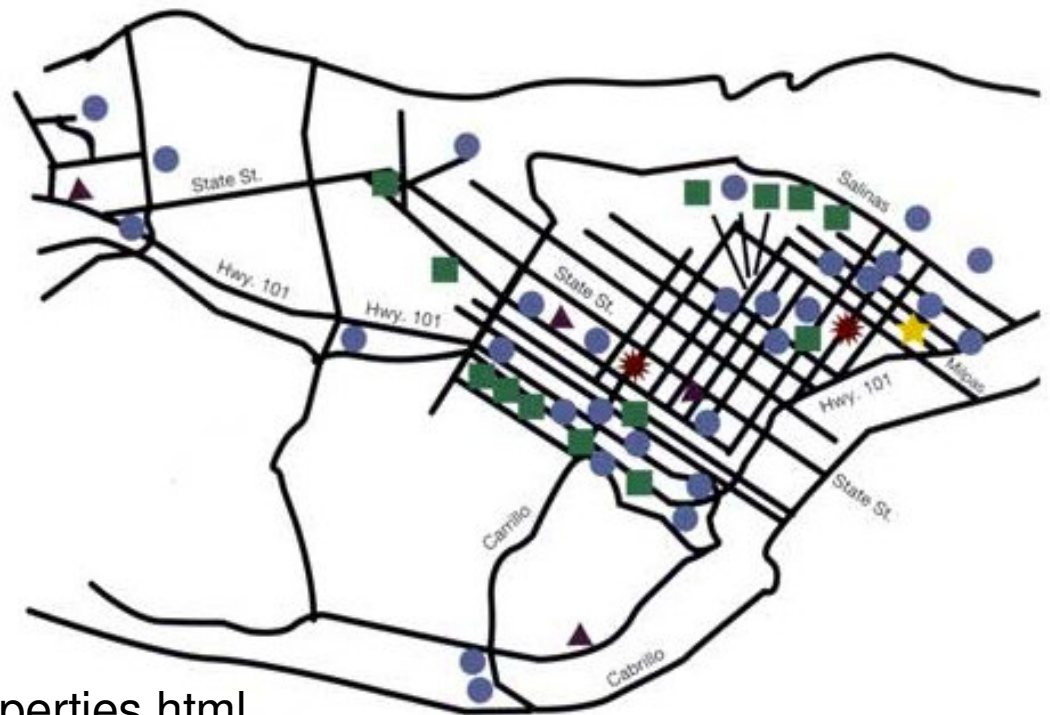 Salinas
State St.
Hwy. 101
State St.
Hwy. 101
Milpas
Hwy. 101
State St.
Carrillo
Cabrillo
perties.html